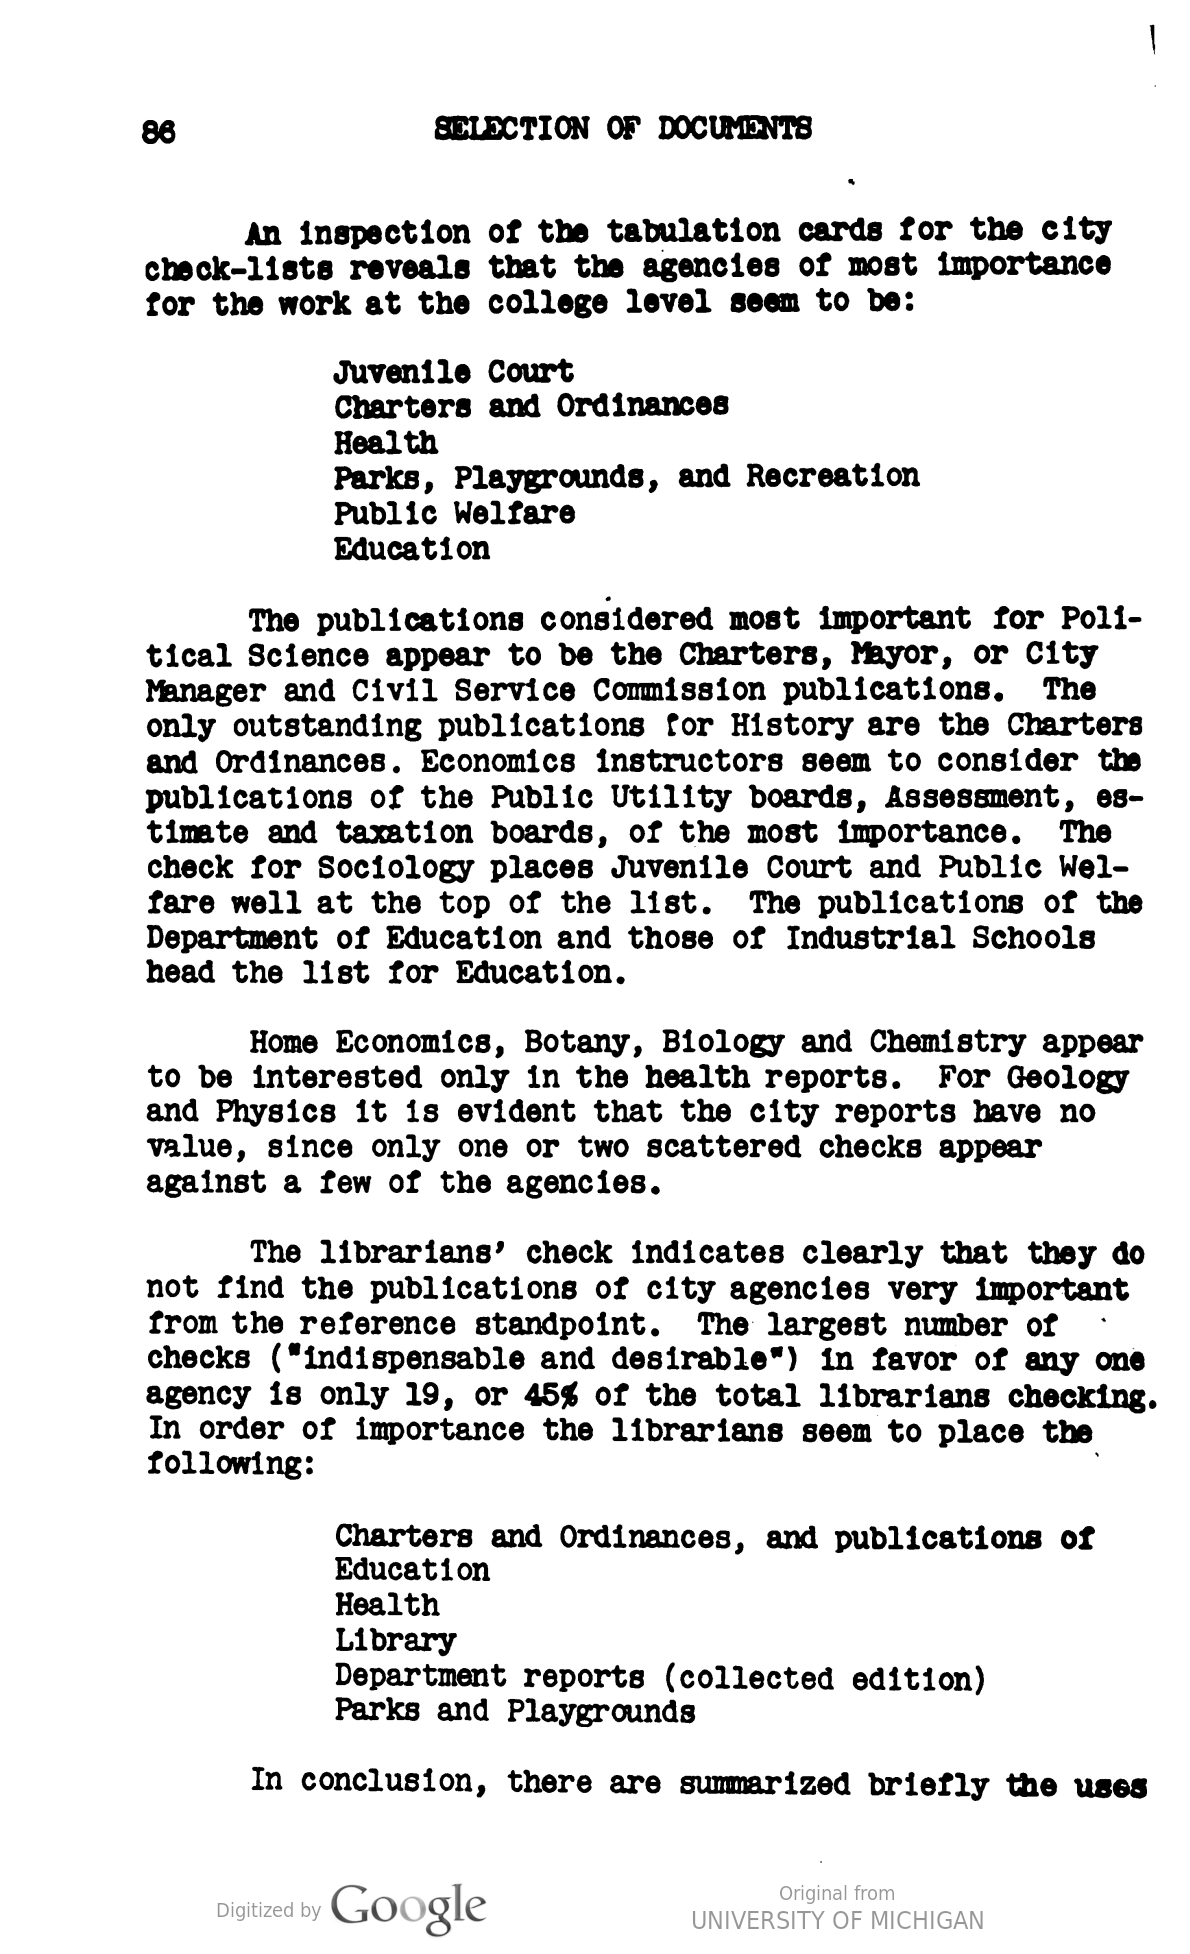 86
SELECTION OF DOCUMENTS
An inspection of the tabulation cards for the city
check-lists reveals that the agencies of most importance
for the work at the college level seem to be:
Juvenile Court
Charters and Ordinances
Health
Parks, Playgrounds, and Recreation
Public Welfare
Education
The publications considered most important for Poli-
tical Science appear to be the Charters, Mayor, or City
Manager and Civil Service Commission publications. The
only outstanding publications for History are the Charters
and Ordinances. Economics instructors seem to consider the
publications of the Public Utility boards, Assessment, es-
timate and taxation boards, of the most importance. The
check for Sociology places Juvenile Court and Public Wel-
fare well at the top of the list. The publications of the
Department of Education and those of Industrial Schools
head the list for Education.
Home Economics, Botany, Biology and Chemistry appear
to be interested only in the health reports. For Geology
and Physics it is evident that the city reports have no
value, since only one or two scattered checks appear
against a few of the agencies.
The librarians' check indicates clearly that they do
not find the publications of city agencies very important
from the reference standpoint. The largest number of
checks ("indispensable and desirable") in favor of any one
agency is only 19, or 45% of the total librarians checking.
In order of importance the librarians seem to place the
following:
Charters and Ordinances, and publications of
Education
Health
Library
Department reports (collected edition)
Parks and Playgrounds
In conclusion, there are summarized briefly the uses
Digitized by Google
Original from
UNIVERSITY OF MICHIGAN